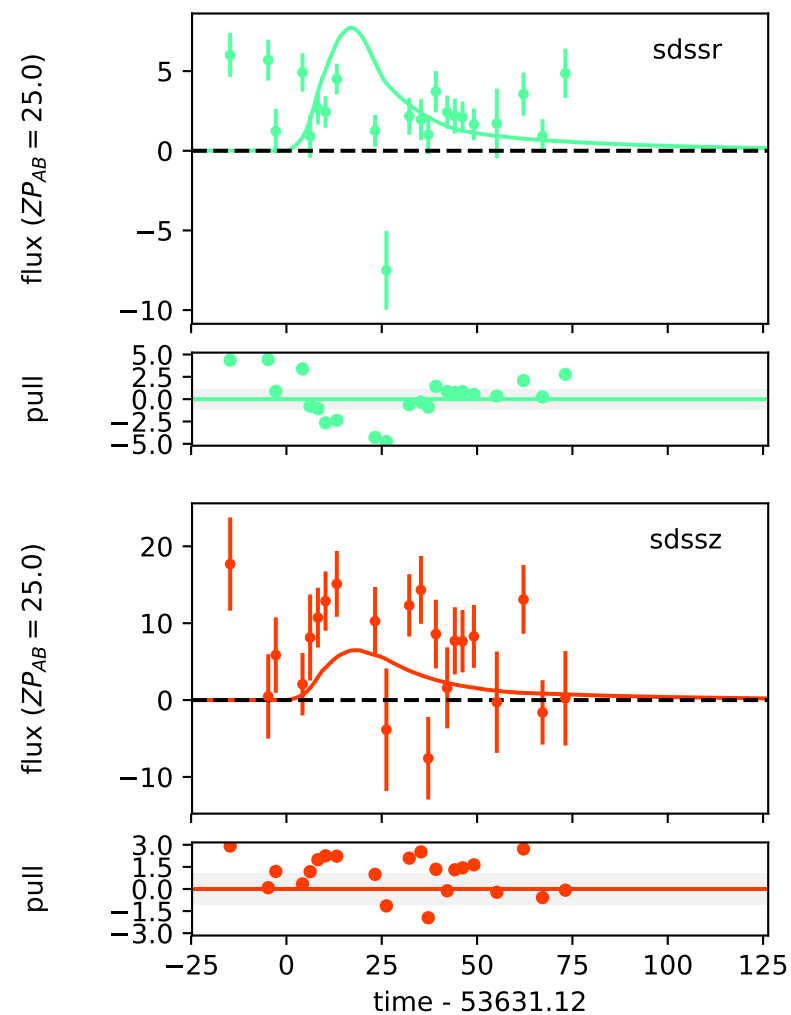 sdssr
flux (ZP_AB = 25.0)
5
0
−5
−10
pull
5.0
2.5
0.0
−2.5
−5.0
sdssz
flux (ZP_AB = 25.0)
20
10
0
−10
pull
3.0
1.5
0.0
−1.5
−3.0
−25 0 25 50 75 100 125
time - 53631.12